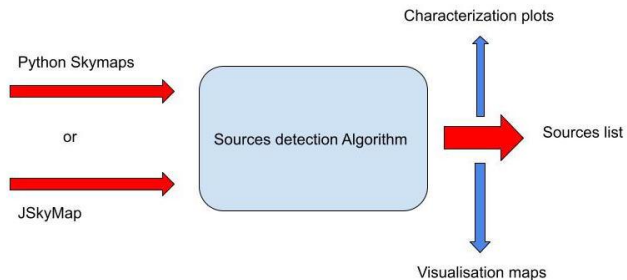 Characterization plots
Python Skymaps
or
Sources detection Algorithm
Sources list
JSkyMap
Visualisation maps